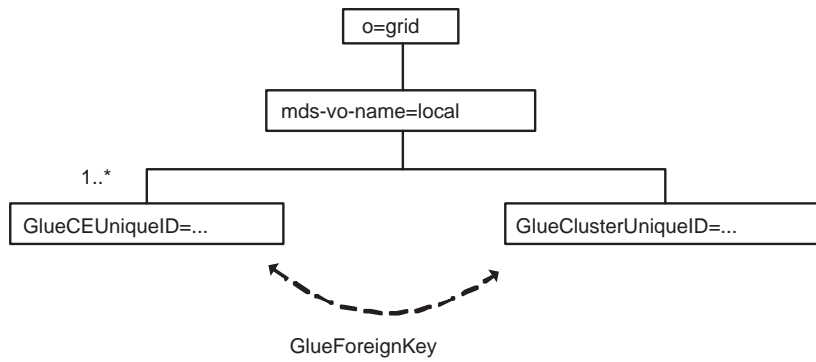 o=grid
mds-vo-name=local
1..*
GlueCEUniqueID=...
GlueClusterUniqueID=...
GlueForeignKey